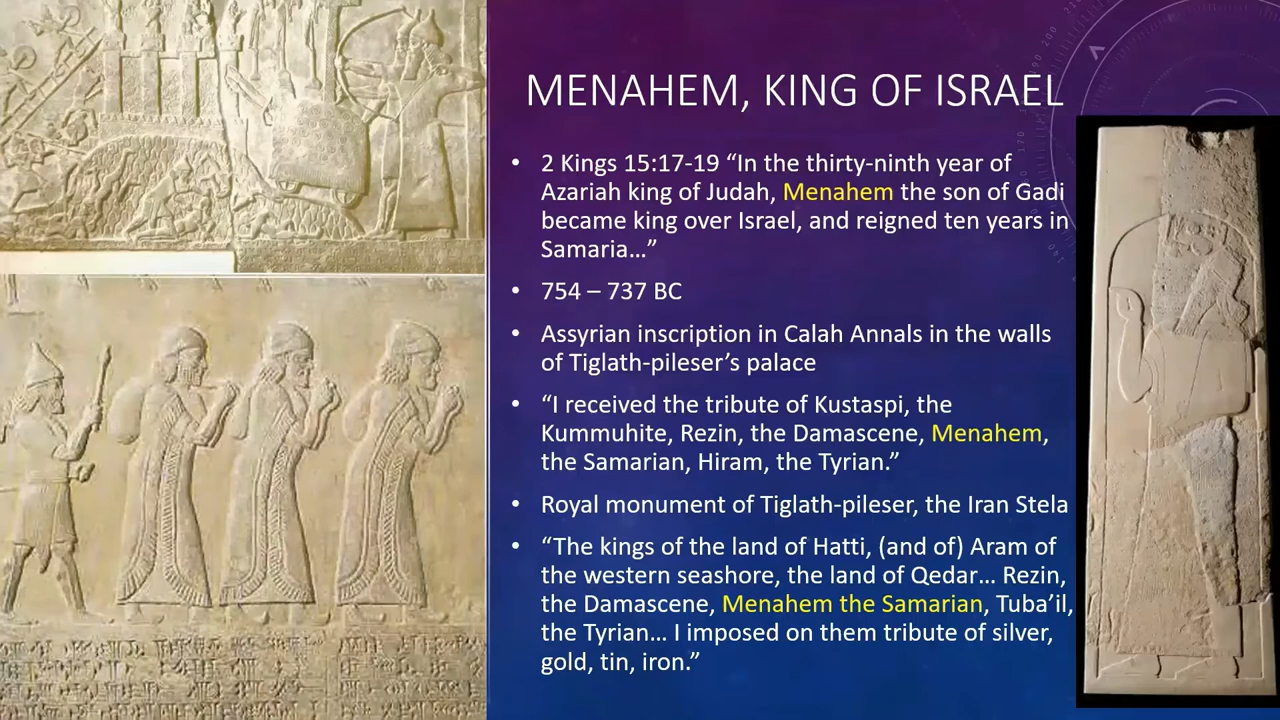 MENAHEM, KING OF ISRAEL
• 2 Kings 15:17-19 “In the thirty-ninth year of
Azariah king of Judah, Menahem the son of Gadi
became king over Israel, and reigned ten years in
Samaria…”
• 754 – 737 BC
• Assyrian inscription in Calah Annals in the walls
of Tiglath-pileser’s palace
• “I received the tribute of Kustaspi, the
Kummuhite, Rezin, the Damascene, Menahem,
the Samarian, Hiram, the Tyrian.”
• Royal monument of Tiglath-pileser, the Iran Stela
• “The kings of the land of Hatti, (and of) Aram of
the western seashore, the land of Qedar… Rezin,
the Damascene, Menahem the Samarian, Tuba’il,
the Tyrian… I imposed on them tribute of silver,
gold, tin, iron.”